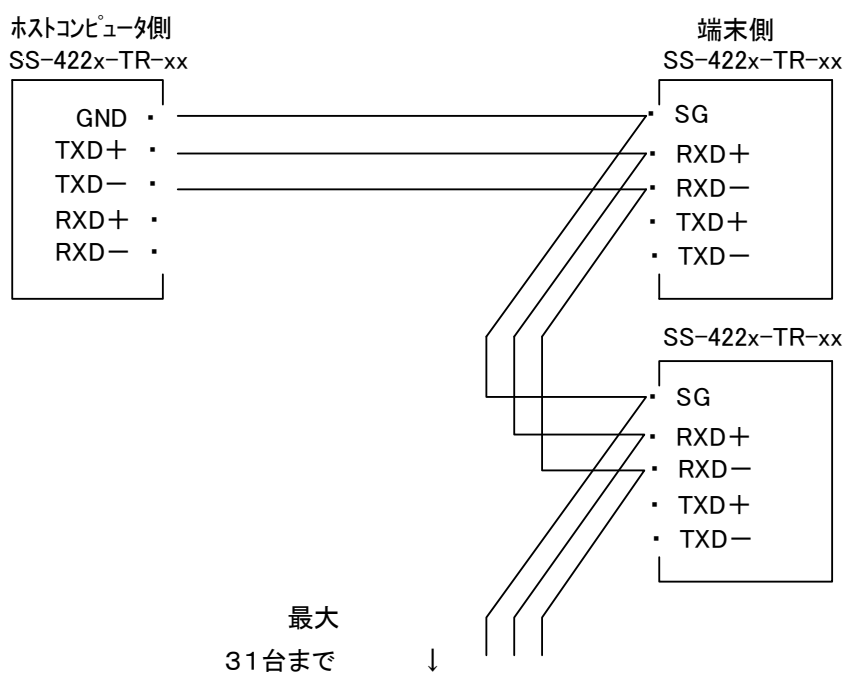 ﾎｽﾄｺﾝﾋﾟｭｰﾀ側
SS-422x-TR-xx
GND
TXD＋
TXD－
RXD＋
RXD－
端末側
SS-422x-TR-xx
SG
RXD＋
RXD－
TXD＋
TXD－
SS-422x-TR-xx
SG
RXD＋
RXD－
TXD＋
TXD－
最大
３１台まで ↓